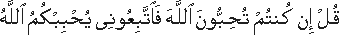 قُلْ إِن كُنتُمْ تُحِبُّونَ ٱللَّهَ فَٱتَّبِعُونِى يُحْبِبْكُمُ ٱللَّهُ